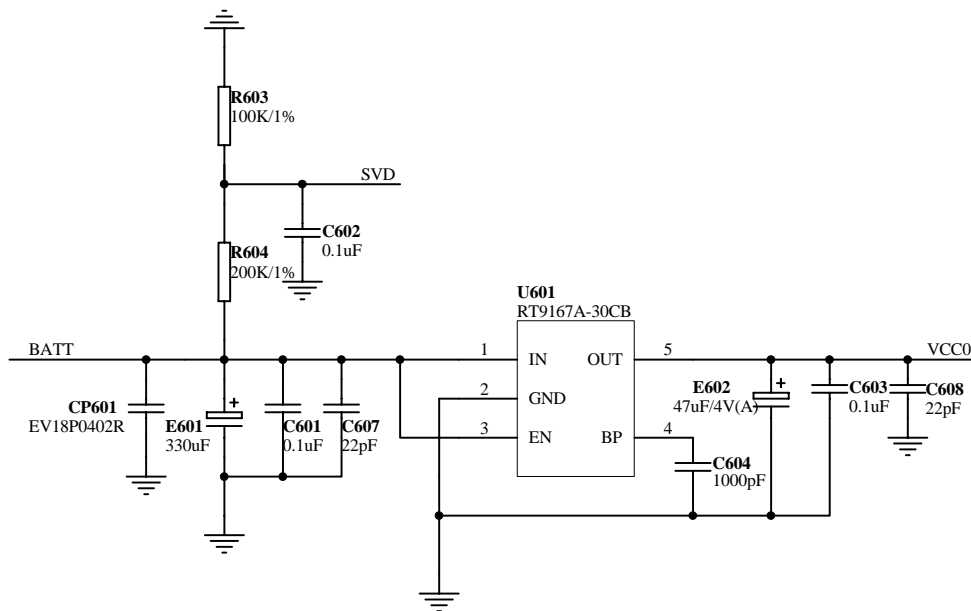 R603
100K/1%
SVD
C602
0.1uF
R604
200K/1%
U601
RT9167A-30CB
BATT
1
IN
OUT
5
VCC0
2
GND
3
EN
BP
4
CP601
EV18P0402R
E601
330uF
+
C601
0.1uF
C607
22pF
E602
47uF/4V(A)
+
C603
0.1uF
C608
22pF
C604
1000pF